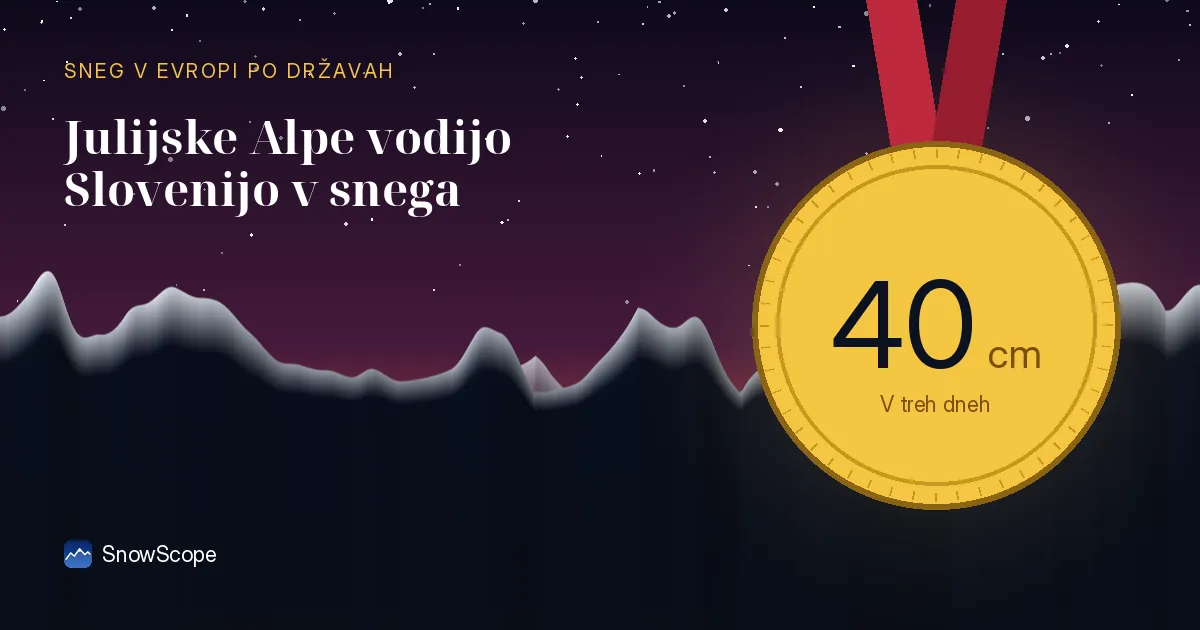 SNEG V EVROPI PO DRŽAVAH
Julijske Alpe vodijo
Slovenijo v snega
40 cm
V treh dneh
SnowScope